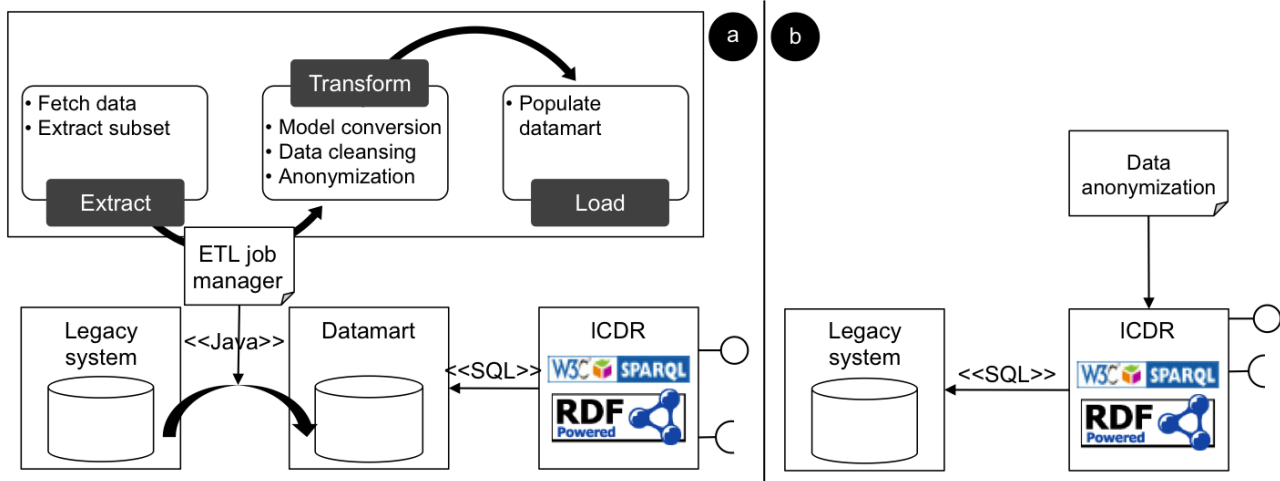 a
b
• Fetch data
• Extract subset
Extract
Transform
• Model conversion
• Data cleansing
• Anonymization
• Populate
datamart
Load
ETL job
manager
Legacy
system
<<Java>>
Datamart
<<SQL>>
ICDR
W3C SPARQL
RDF
Powered
Data
anonymization
Legacy
system
<<SQL>>
ICDR
W3C SPARQL
RDF
Powered